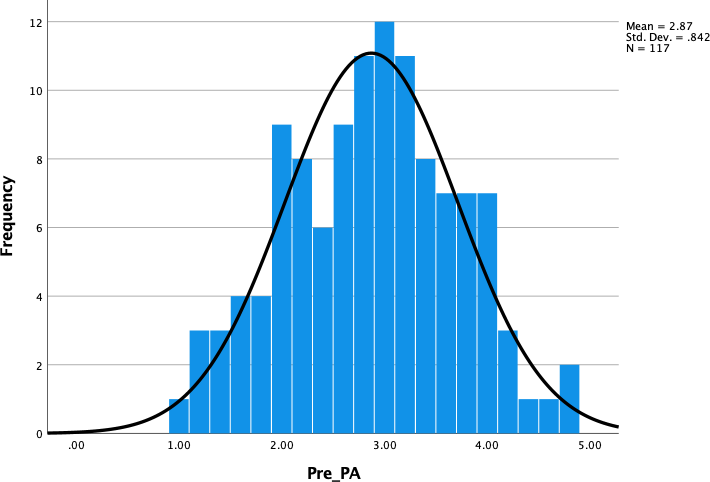 12
10
8
6
4
2
0
Frequency
.00 1.00 2.00 3.00 4.00 5.00
Pre_PA
Mean = 2.87
Std. Dev. = .842
N = 117